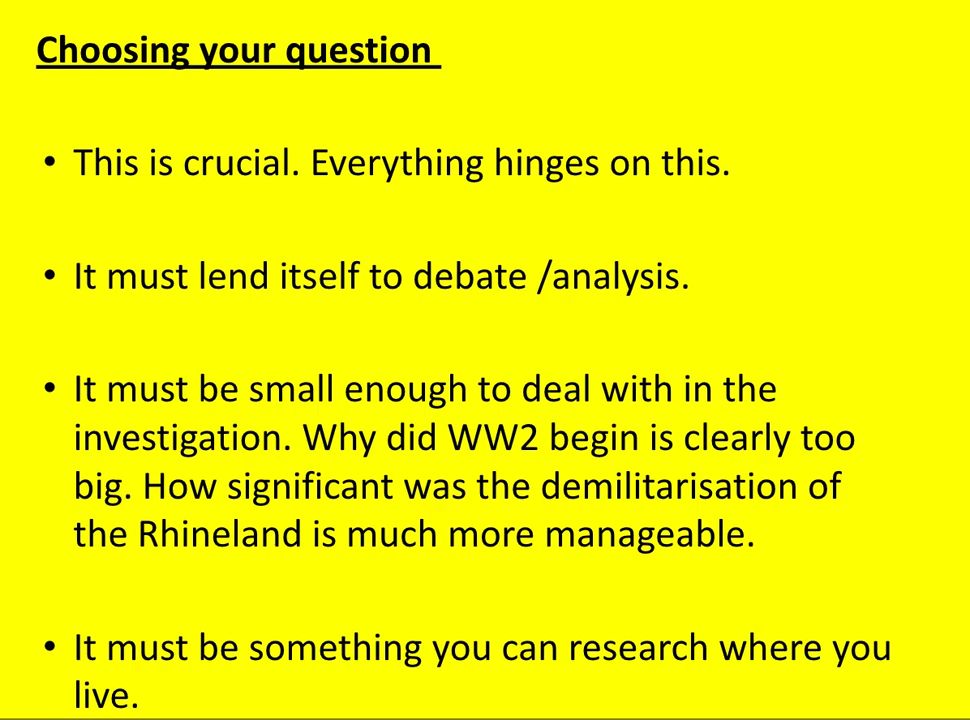 Choosing your question
• This is crucial. Everything hinges on this.
• It must lend itself to debate /analysis.
• It must be small enough to deal with in the
investigation. Why did WW2 begin is clearly too
big. How significant was the demilitarisation of
the Rhineland is much more manageable.
• It must be something you can research where you
live.